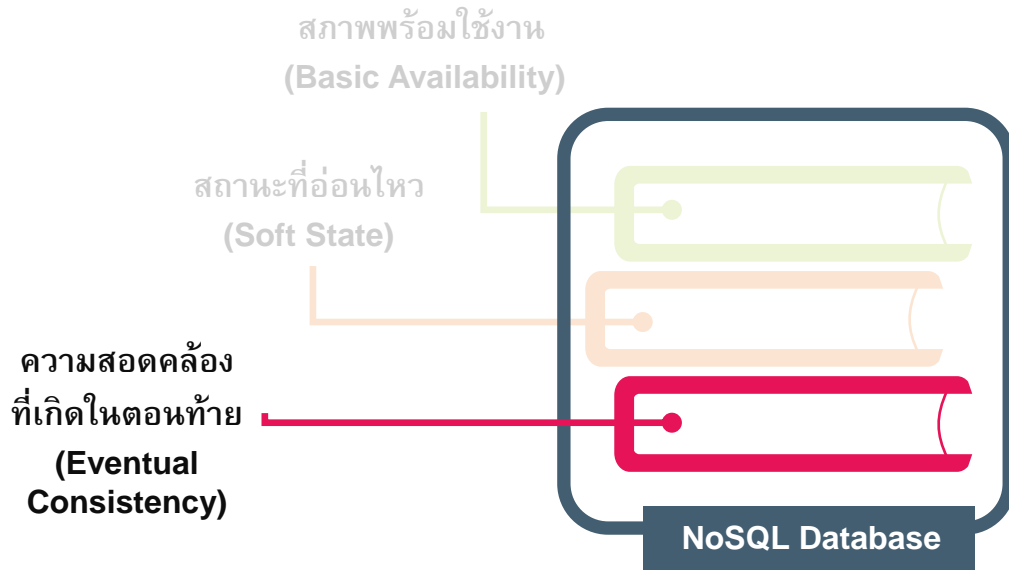 สภาพพร้อมใช้งาน
(Basic Availability)
สถานะที่อ่อนไหว
(Soft State)
ความสอดคล้อง
ที่เกิดในตอนท้าย
(Eventual
Consistency)
NoSQL Database